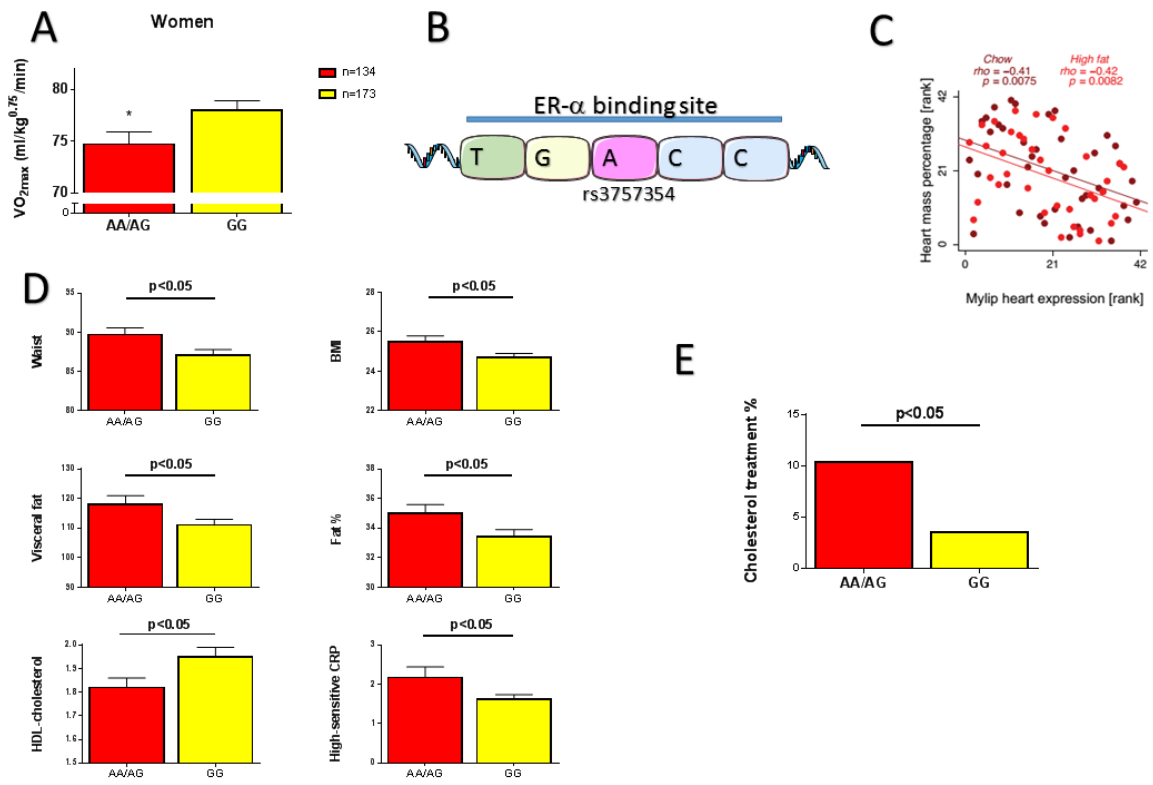 A
Women
VO2max (ml/kg0.75/min)
80
75
70
0
*
AA/AG
GG
n=134
n=173
B
ER-α binding site
T G A C C
rs3757354
C
Chow
rho = −0.41
p = 0.0075
High fat
rho = −0.42
p = 0.0082
Heart mass percentage [rank]
42
21
0
0
21
42
Mylip heart expression [rank]
D
p<0.05
Waist
95
90
85
80
AA/AG
GG
p<0.05
BMI
28
26
24
22
AA/AG
GG
p<0.05
Visceral fat
130
120
110
100
90
AA/AG
GG
p<0.05
Fat %
38
36
34
32
30
AA/AG
GG
p<0.05
HDL-cholesterol
2.0
1.9
1.8
1.7
1.6
1.5
AA/AG
GG
p<0.05
High-sensitive CRP
3
2
1
0
AA/AG
GG
E
p<0.05
Cholesterol treatment %
15
10
5
0
AA/AG
GG